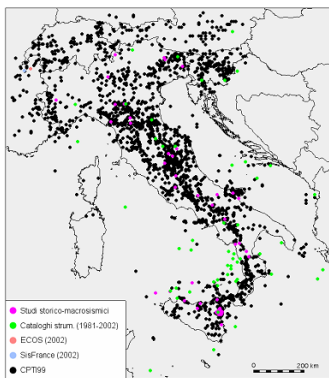 Studi storico-macrosismici
Cataloghi strum. (1981-2002)
ECOS (2002)
SisFrance (2002)
CPTI99
0
200 km